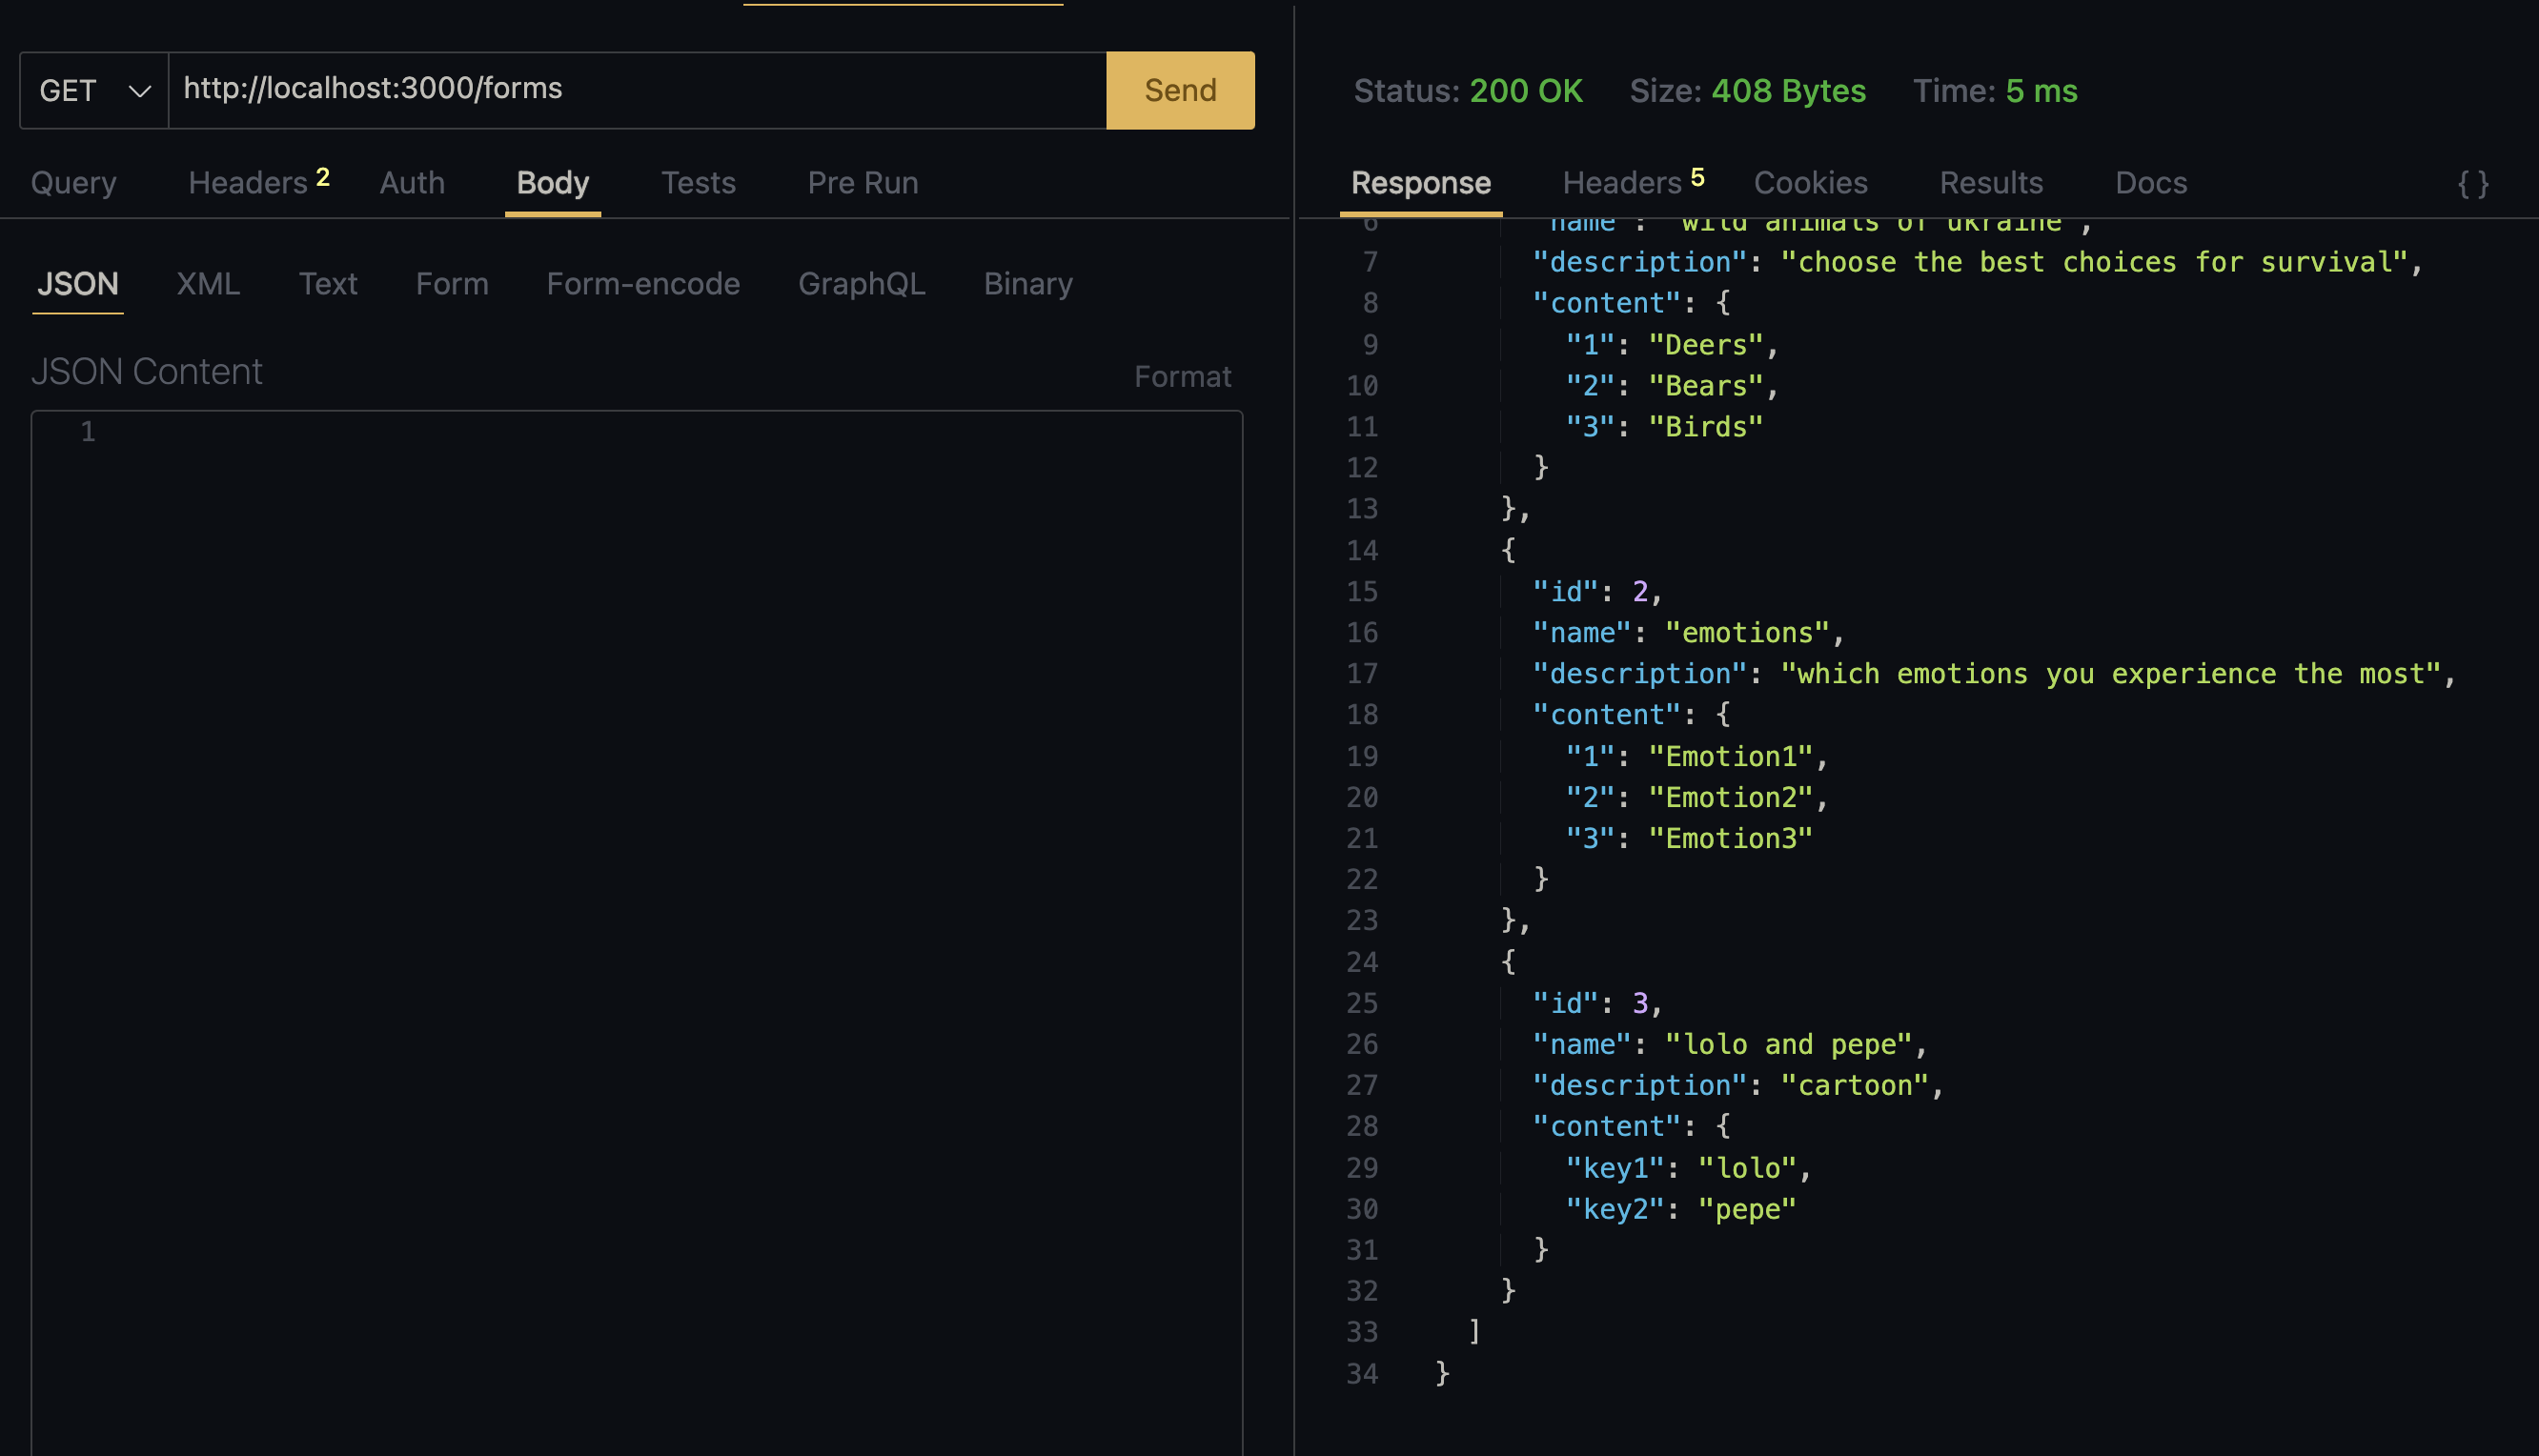 GET http://localhost:3000/forms Send
Query Headers 2 Auth Body Tests Pre Run
JSON XML Text Form Form-encode GraphQL Binary
JSON Content Format
1
Status: 200 OK Size: 408 Bytes Time: 5 ms
Response Headers 5 Cookies Results Docs {}
6 "name": "wild animals of ukraine",
7 "description": "choose the best choices for survival",
8 "content": {
9 "1": "Deers",
10 "2": "Bears",
11 "3": "Birds"
12 }
13 },
14 {
15 "id": 2,
16 "name": "emotions",
17 "description": "which emotions you experience the most",
18 "content": {
19 "1": "Emotion1",
20 "2": "Emotion2",
21 "3": "Emotion3"
22 }
23 },
24 {
25 "id": 3,
26 "name": "lolo and pepe",
27 "description": "cartoon",
28 "content": {
29 "key1": "lolo",
30 "key2": "pepe"
31 }
32 }
33 ]
34 }